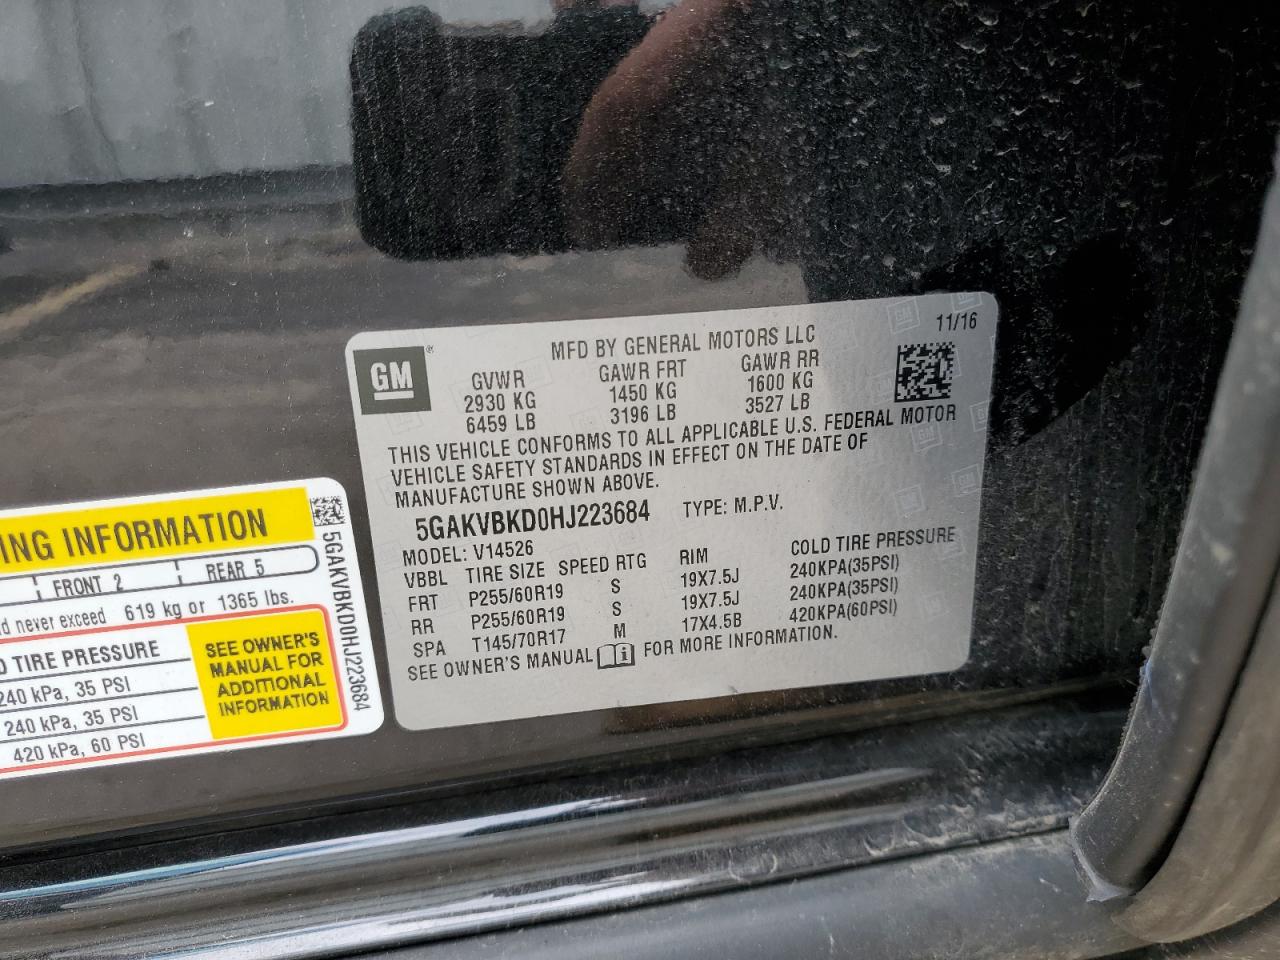 11/16
MFD BY GENERAL MOTORS LLC
GM®
GVWR GAWR FRT GAWR RR
2930 KG 1450 KG 1600 KG
6459 LB 3196 LB 3527 LB
THIS VEHICLE CONFORMS TO ALL APPLICABLE U.S. FEDERAL MOTOR
VEHICLE SAFETY STANDARDS IN EFFECT ON THE DATE OF
MANUFACTURE SHOWN ABOVE.
5GAKVBKD0HJ223684 TYPE: M.P.V.
MODEL: V14526
VBBL TIRE SIZE SPEED RTG RIM COLD TIRE PRESSURE
FRT P255/60R19 S 19X7.5J 240KPA(35PSI)
RR P255/60R19 S 19X7.5J 240KPA(35PSI)
SPA T145/70R17 M 17X4.5B 420KPA(60PSI)
SEE OWNER'S MANUAL FOR MORE INFORMATION.
ING INFORMATION
FRONT 2 REAR 5
d never exceed 619 kg or 1365 lbs.
D TIRE PRESSURE
240 kPa, 35 PSI
240 kPa, 35 PSI
420 kPa, 60 PSI
SEE OWNER'S
MANUAL FOR
ADDITIONAL
INFORMATION
5GAKVBKD0HJ223684